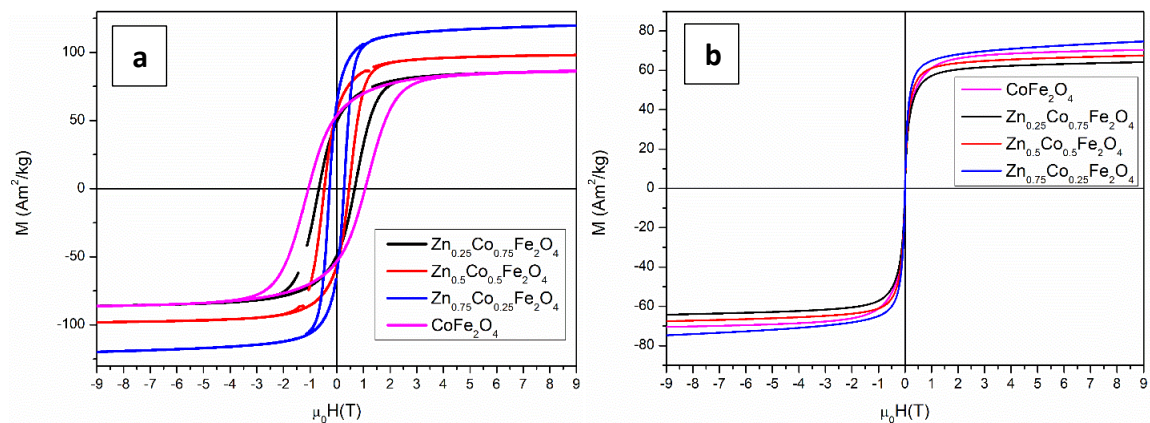 a
M (Am²/kg)
100
50
0
-50
-100
-9 -8 -7 -6 -5 -4 -3 -2 -1 0 1 2 3 4 5 6 7 8 9
μ₀H(T)
Zn₀.₂₅Co₀.₇₅Fe₂O₄
Zn₀.₅Co₀.₅Fe₂O₄
Zn₀.₇₅Co₀.₂₅Fe₂O₄
CoFe₂O₄
b
M (Am²/kg)
80
60
40
20
0
-20
-40
-60
-80
-9 -8 -7 -6 -5 -4 -3 -2 -1 0 1 2 3 4 5 6 7 8 9
μ₀H(T)
CoFe₂O₄
Zn₀.₂₅Co₀.₇₅Fe₂O₄
Zn₀.₅Co₀.₅Fe₂O₄
Zn₀.₇₅Co₀.₂₅Fe₂O₄